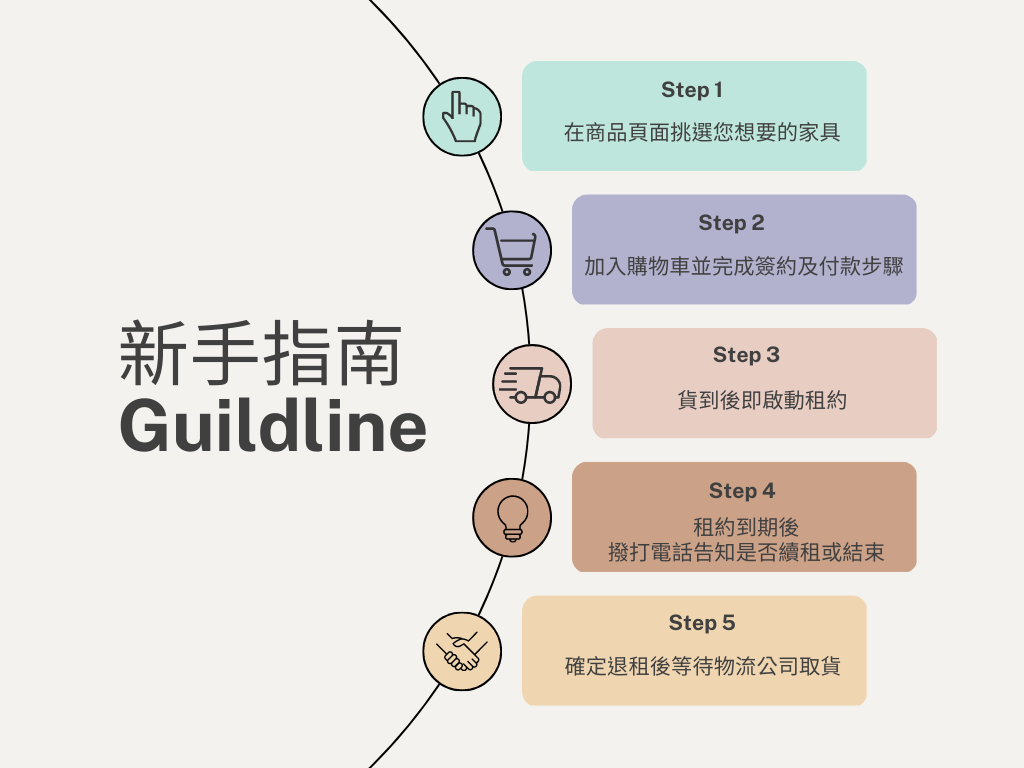 新手指南
Guildline
Step 1
在商品頁面挑選您想要的家具
Step 2
加入購物車並完成簽約及付款步驟
Step 3
貨到後即啟動租約
Step 4
租約到期後
撥打電話告知是否續租或結束
Step 5
確定退租後等待物流公司取貨